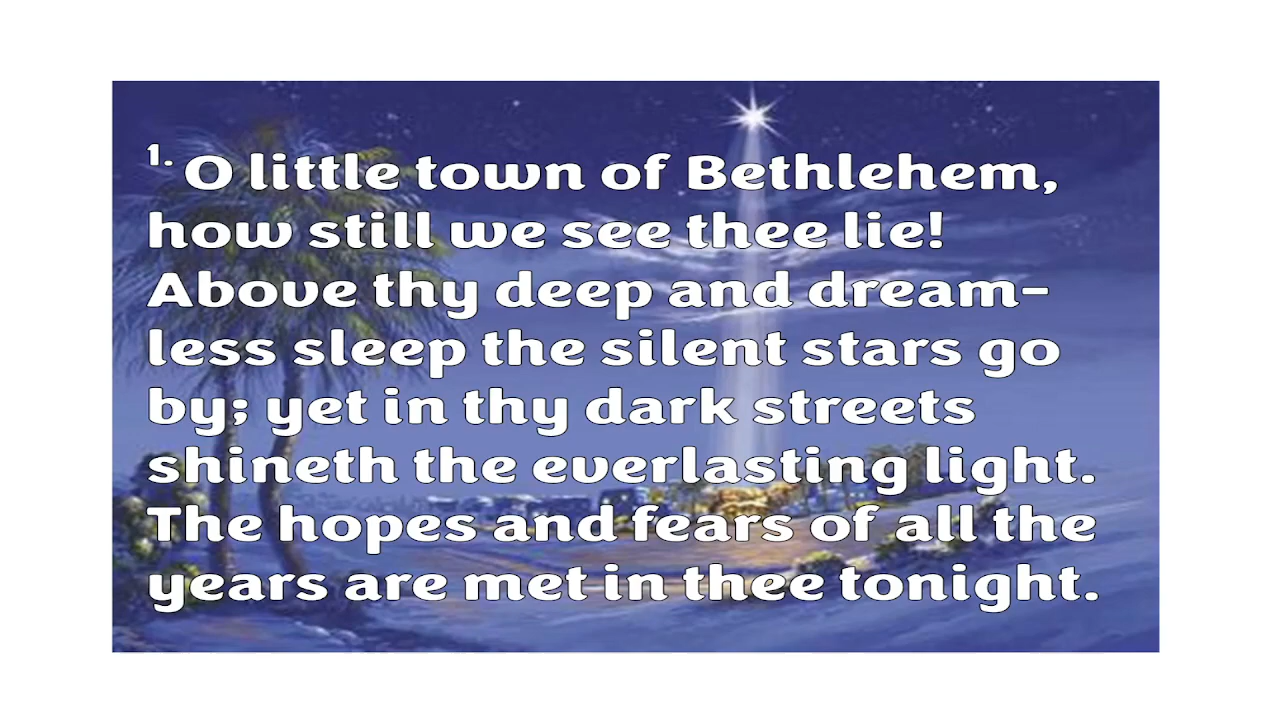 1. O little town of Bethlehem,
how still we see thee lie!
Above thy deep and dream-
less sleep the silent stars go
by; yet in thy dark streets
shineth the everlasting light.
The hopes and fears of all the
years are met in thee tonight.